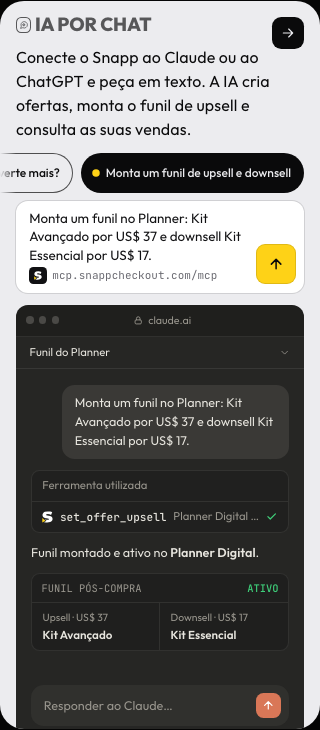 IA POR CHAT
Conecte o Snapp ao Claude ou ao
ChatGPT e peça em texto. A IA cria
ofertas, monta o funil de upsell e
consulta as suas vendas.
verte mais?
Monta um funil de upsell e downsell
Monta um funil no Planner: Kit
Avançado por US$ 37 e downsell Kit
Essencial por US$ 17.
mcp.snappcheckout.com/mcp
claude.ai
Funil do Planner
Monta um funil no Planner: Kit
Avançado por US$ 37 e downsell Kit
Essencial por US$ 17.
Ferramenta utilizada
set_offer_upsell Planner Digital ...
Funil montado e ativo no Planner Digital.
FUNIL PÓS-COMPRA ATIVO
Upsell · US$ 37
Kit Avançado
Downsell · US$ 17
Kit Essencial
Responder ao Claude...